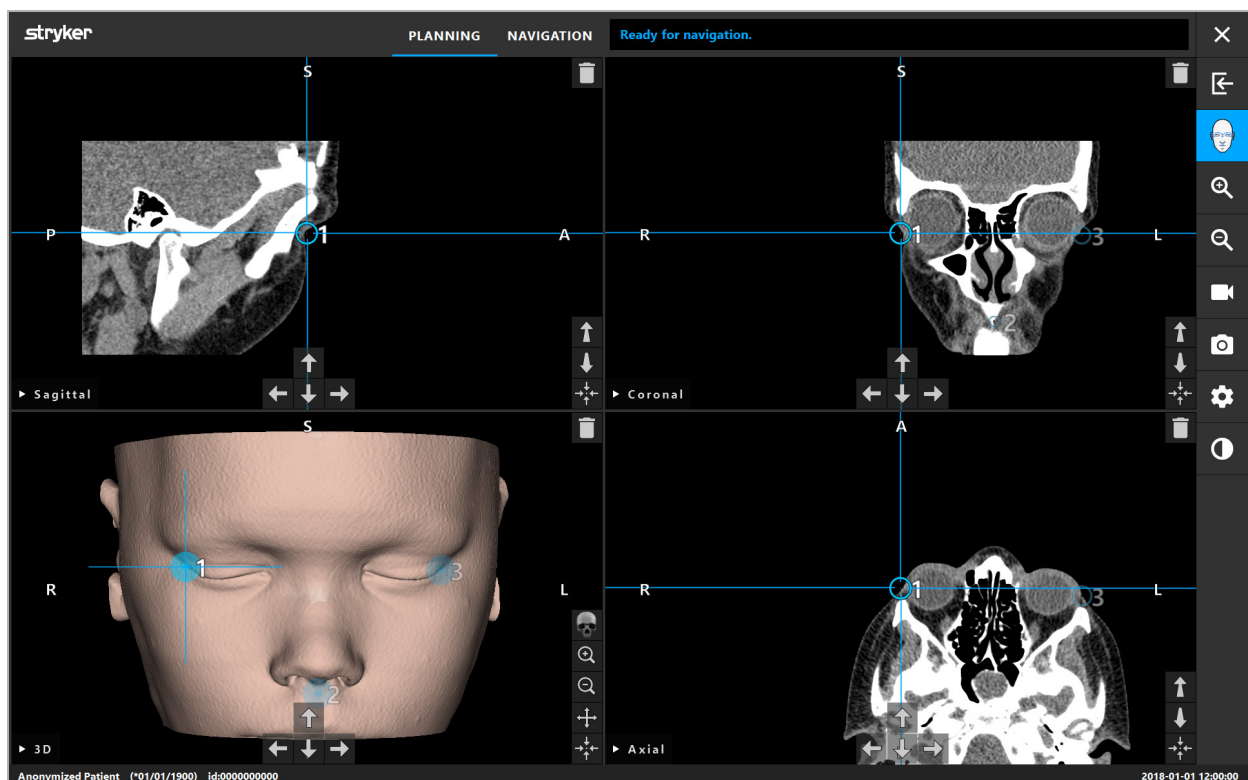 stryker
PLANNING NAVIGATION Ready for navigation.
S
P A
1
Sagittal
S
R L
1 3
2
Coronal
S
R L
1 3
2
3D
A
R L
1 3
Axial
Anonymized Patient (*01/01/1900) id:0000000000 2018-01-01 12:00:00